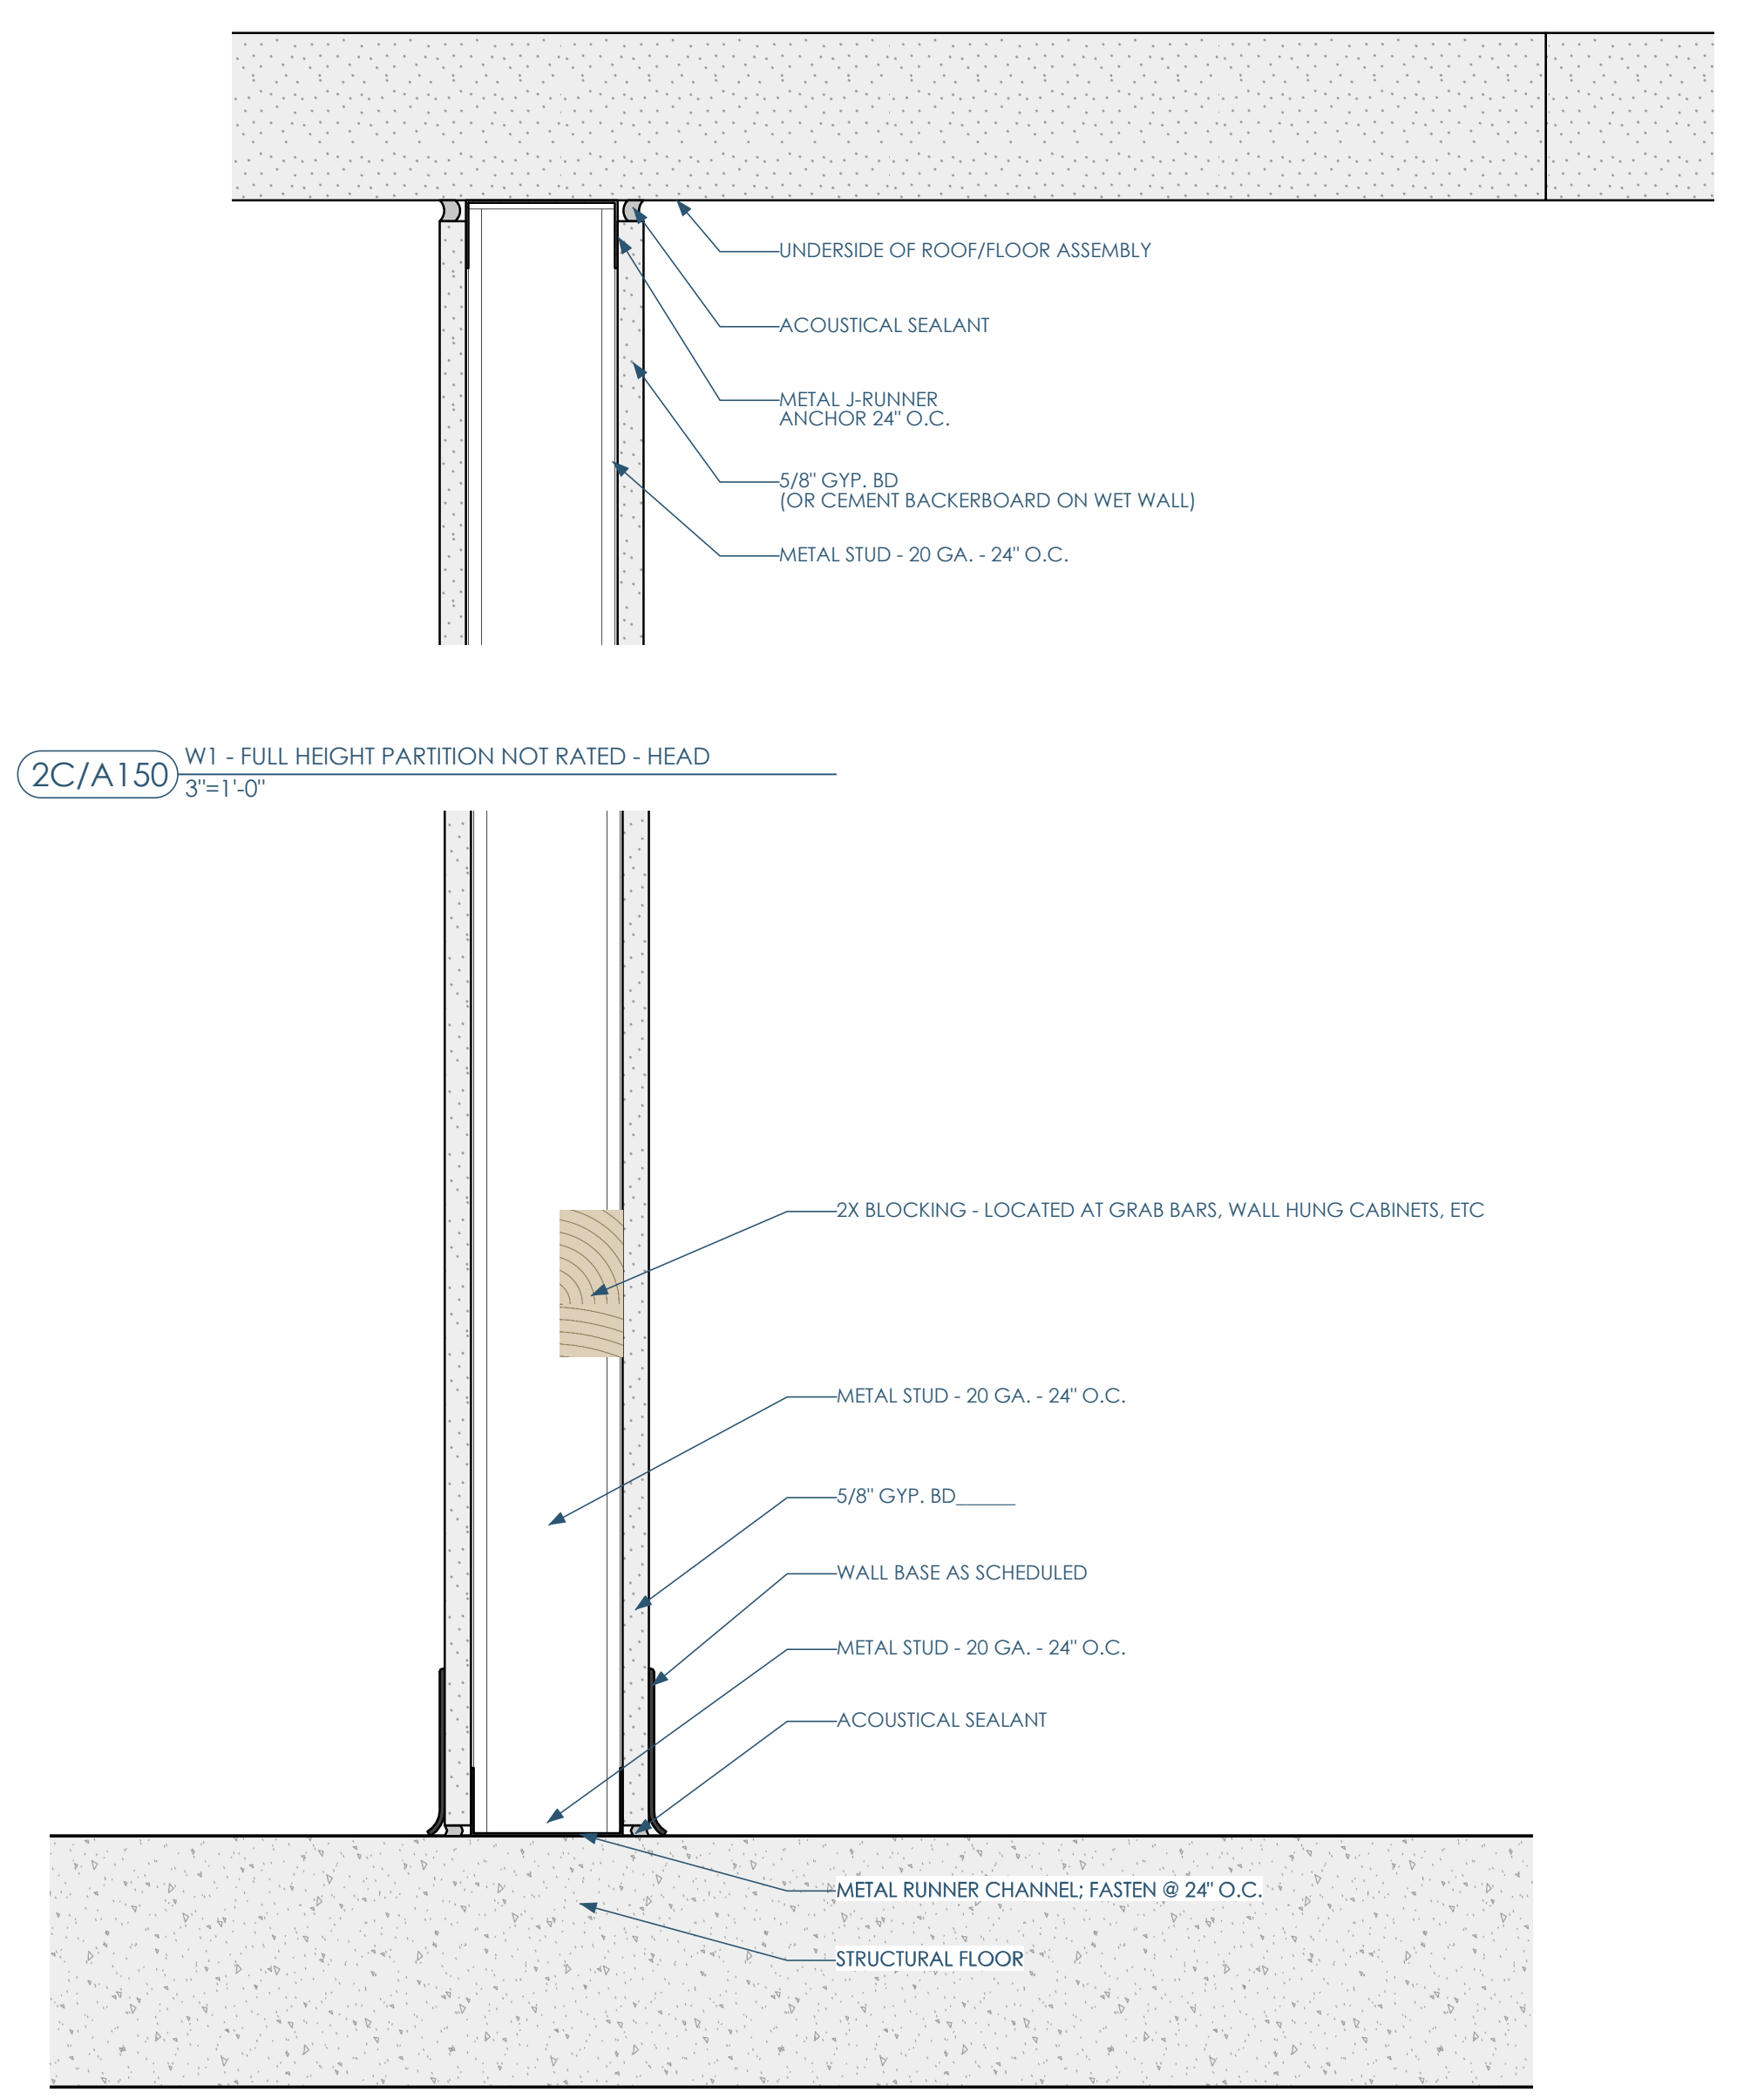 UNDERSIDE OF ROOF/FLOOR ASSEMBLY
ACOUSTICAL SEALANT
METAL J-RUNNER
ANCHOR 24" O.C.
5/8" GYP. BD
(OR CEMENT BACKERBOARD ON WET WALL)
METAL STUD - 20 GA. - 24" O.C.
2C/A150
W1 - FULL HEIGHT PARTITION NOT RATED - HEAD
3"=1'-0"
2X BLOCKING - LOCATED AT GRAB BARS, WALL HUNG CABINETS, ETC
METAL STUD - 20 GA. - 24" O.C.
5/8" GYP. BD______
WALL BASE AS SCHEDULED
METAL STUD - 20 GA. - 24" O.C.
ACOUSTICAL SEALANT
METAL RUNNER CHANNEL; FASTEN @ 24" O.C.
STRUCTURAL FLOOR